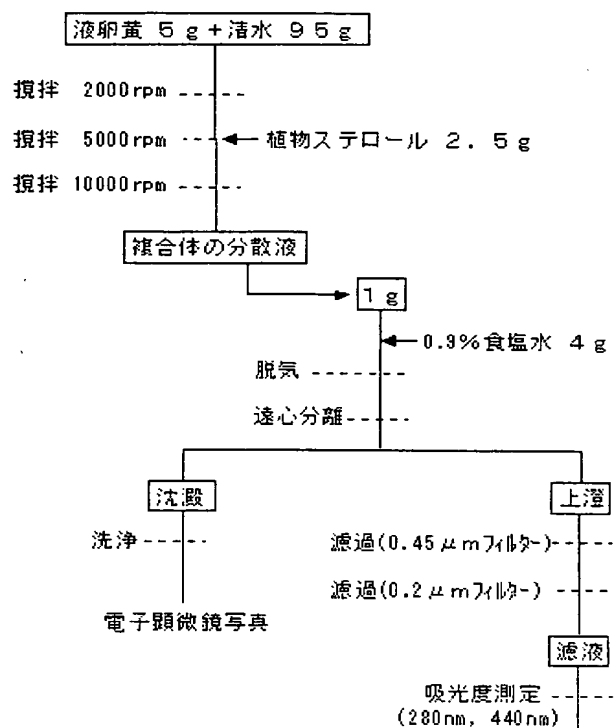 液卵黄 5g+清水 95g
撹拌 2000rpm
撹拌 5000rpm
植物ステロール 2.5g
撹拌 10000rpm
複合体の分散液
1g
0.9%食塩水 4g
脱気
遠心分離
沈澱
上澄
洗浄
濾過(0.45μmフィルター)
濾過(0.2μmフィルター)
電子顕微鏡写真
濾液
吸光度測定
(280nm, 440nm)